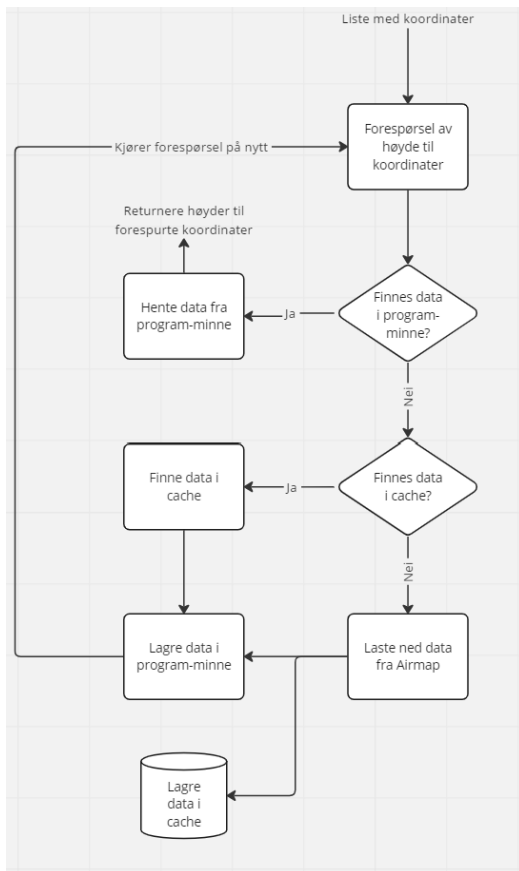 Liste med koordinater
Forespørsel av
høyde til
koordinater
Kjører forespørsel på nytt
Returnere høyder til
forespurte koordinater
Hente data fra
program-minne
Ja
Finnes data
i program-
minne?
Nei
Finne data i
cache
Ja
Finnes data
i cache?
Nei
Lagre data i
program-minne
Laste ned data
fra Airmap
Lagre
data i
cache